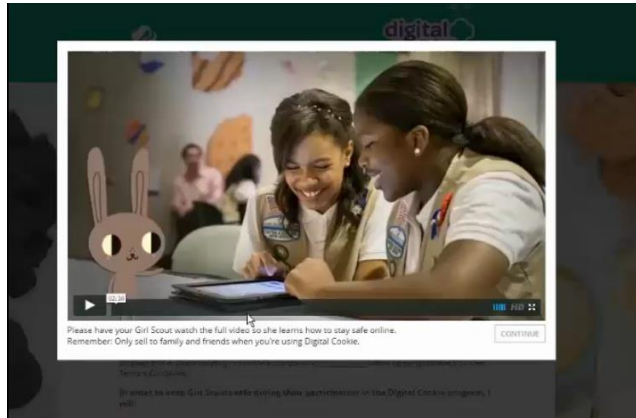 digital
02:38
HD
Please have your Girl Scout watch the full video so she learns how to stay safe online.
Remember: Only sell to family and friends when you're using Digital Cookie.
CONTINUE
In order to keep Girl Scouts safe during their participation in the Digital Cookie program, I